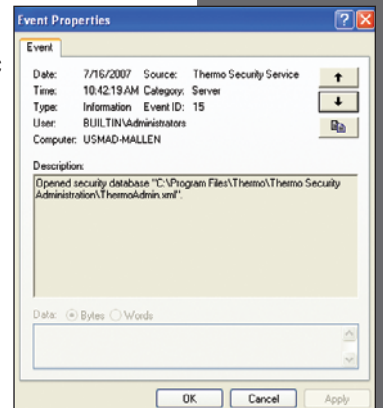 Event Properties
Event
Date: 7/16/2007 Source: Thermo Security Service
Time: 10:42:19 AM Category: Server
Type: Information Event ID: 15
User: BUILTIN\Administrators
Computer: USMAD-MALLEN
Description:
Opened security database "C:\Program Files\Thermo\Thermo Security
Administration\ThermoAdmin.xml".
Data: Bytes Words
OK Cancel Apply